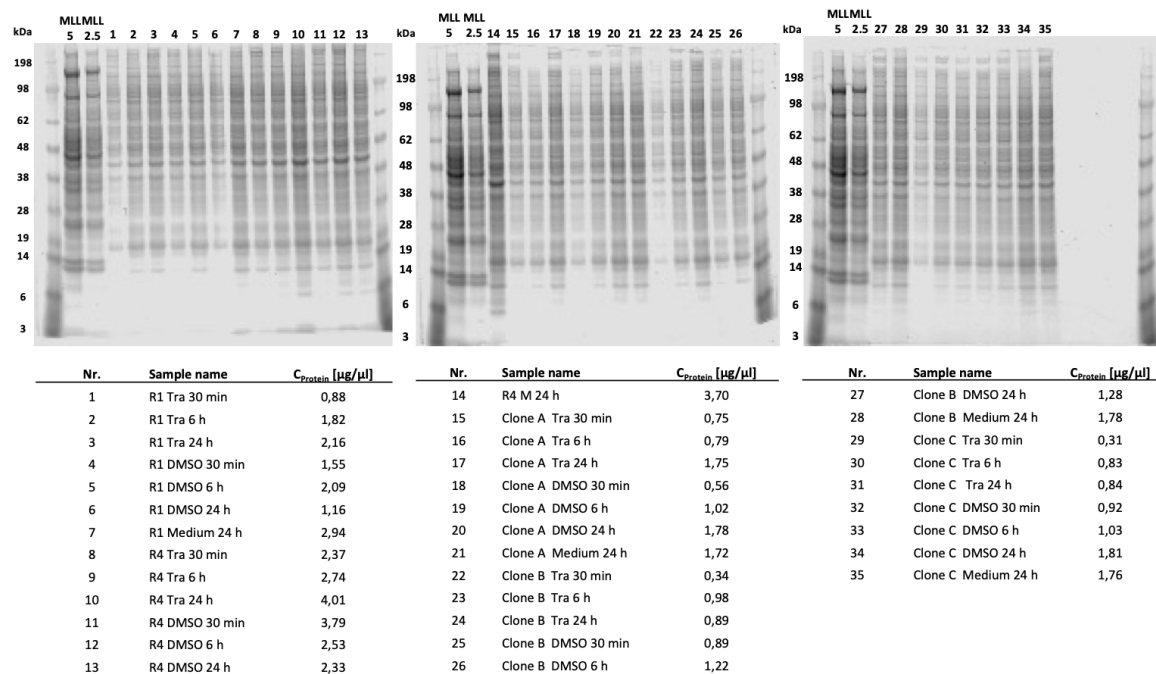 MLL MLL
kDa 5 2.5 1 2 3 4 5 6 7 8 9 10 11 12 13
198
98
62
48
38
28
19
14
6
3
MLL MLL
kDa 5 2.5 14 15 16 17 18 19 20 21 22 23 24 25 26
198
98
62
48
38
28
19
14
6
3
MLL MLL
kDa 5 2.5 27 28 29 30 31 32 33 34 35
198
98
62
48
38
28
19
14
6
3
Nr. Sample name CProtein [µg/µl]
1 R1 Tra 30 min 0,88
2 R1 Tra 6 h 1,82
3 R1 Tra 24 h 2,16
4 R1 DMSO 30 min 1,55
5 R1 DMSO 6 h 2,09
6 R1 DMSO 24 h 1,16
7 R1 Medium 24 h 2,94
8 R4 Tra 30 min 2,37
9 R4 Tra 6 h 2,74
10 R4 Tra 24 h 4,01
11 R4 DMSO 30 min 3,79
12 R4 DMSO 6 h 2,53
13 R4 DMSO 24 h 2,33
Nr. Sample name CProtein [µg/µl]
14 R4 M 24 h 3,70
15 Clone A Tra 30 min 0,75
16 Clone A Tra 6 h 0,79
17 Clone A Tra 24 h 1,75
18 Clone A DMSO 30 min 0,56
19 Clone A DMSO 6 h 1,02
20 Clone A DMSO 24 h 1,78
21 Clone A Medium 24 h 1,72
22 Clone B Tra 30 min 0,34
23 Clone B Tra 6 h 0,98
24 Clone B Tra 24 h 0,89
25 Clone B DMSO 30 min 0,89
26 Clone B DMSO 6 h 1,22
Nr. Sample name CProtein [µg/µl]
27 Clone B DMSO 24 h 1,28
28 Clone B Medium 24 h 1,78
29 Clone C Tra 30 min 0,31
30 Clone C Tra 6 h 0,83
31 Clone C Tra 24 h 0,84
32 Clone C DMSO 30 min 0,92
33 Clone C DMSO 6 h 1,03
34 Clone C DMSO 24 h 1,81
35 Clone C Medium 24 h 1,76